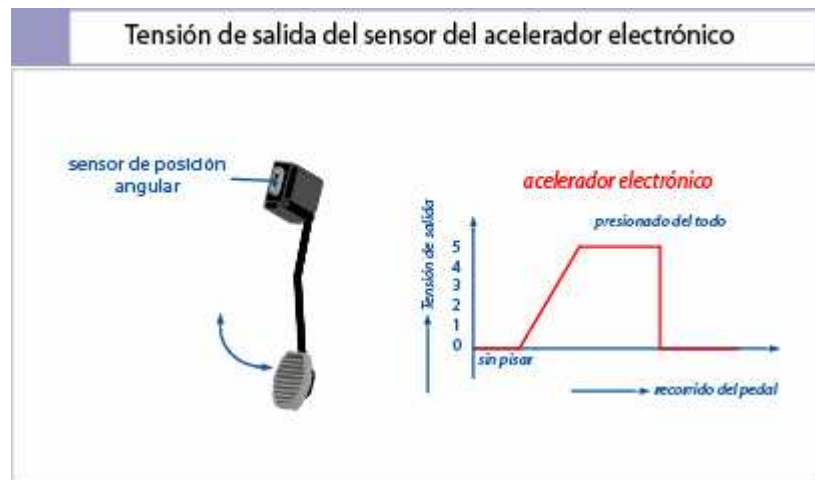 Tensión de salida del sensor del acelerador electrónico
sensor de posición
angular
acelerador electrónico
presionado del todo
Tensión de salida
5
4
3
2
1
0
sin pisar
recorrido del pedal